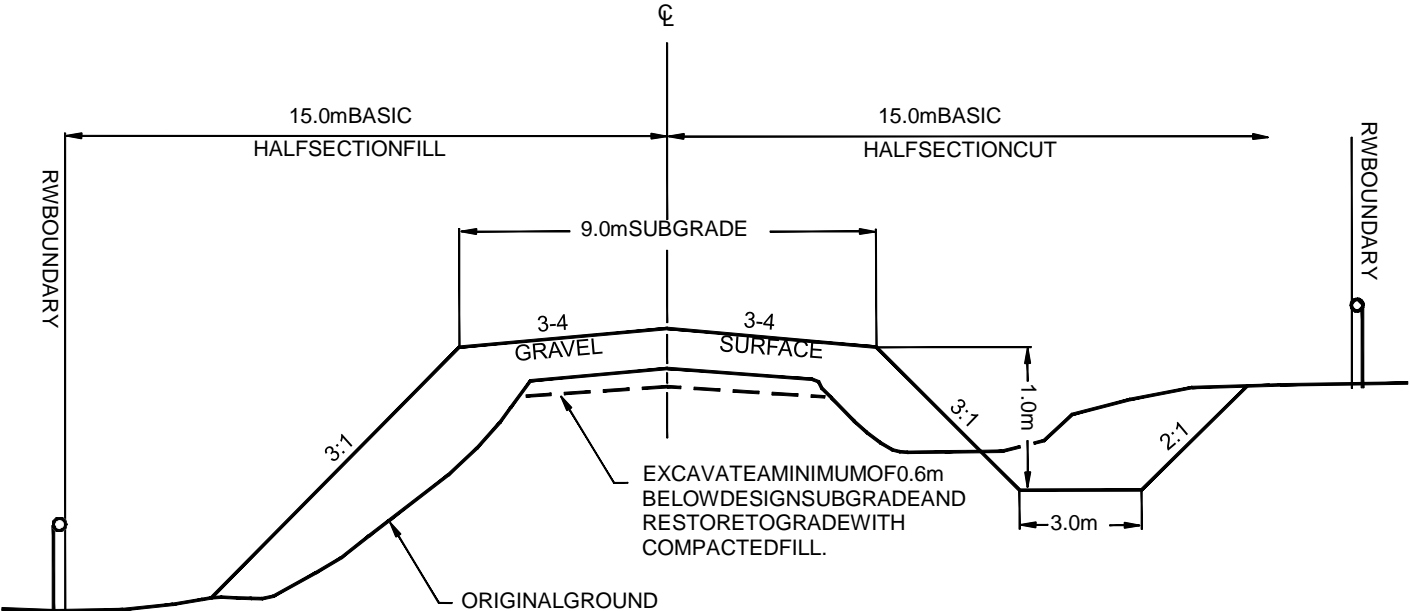 ℄
15.0mBASIC
HALFSECTIONFILL
15.0mBASIC
HALFSECTIONCUT
RWBOUNDARY
RWBOUNDARY
9.0mSUBGRADE
3-4
GRAVEL
3-4
SURFACE
3:1
3:1
1.0m
2:1
3.0m
EXCAVATEAMINIMUMOF0.6m
BELOWDESIGNSUBGRADEAND
RESTORETOGRADEWITH
COMPACTEDFILL.
ORIGINALGROUND